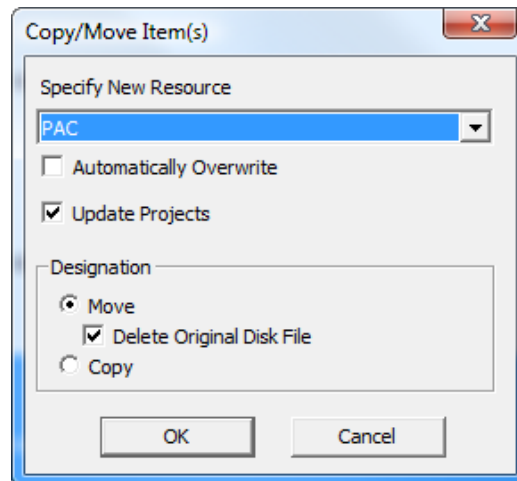 Copy/Move Item(s)
Specify New Resource
PAC
Automatically Overwrite
Update Projects
Designation
Move
Delete Original Disk File
Copy
OK
Cancel